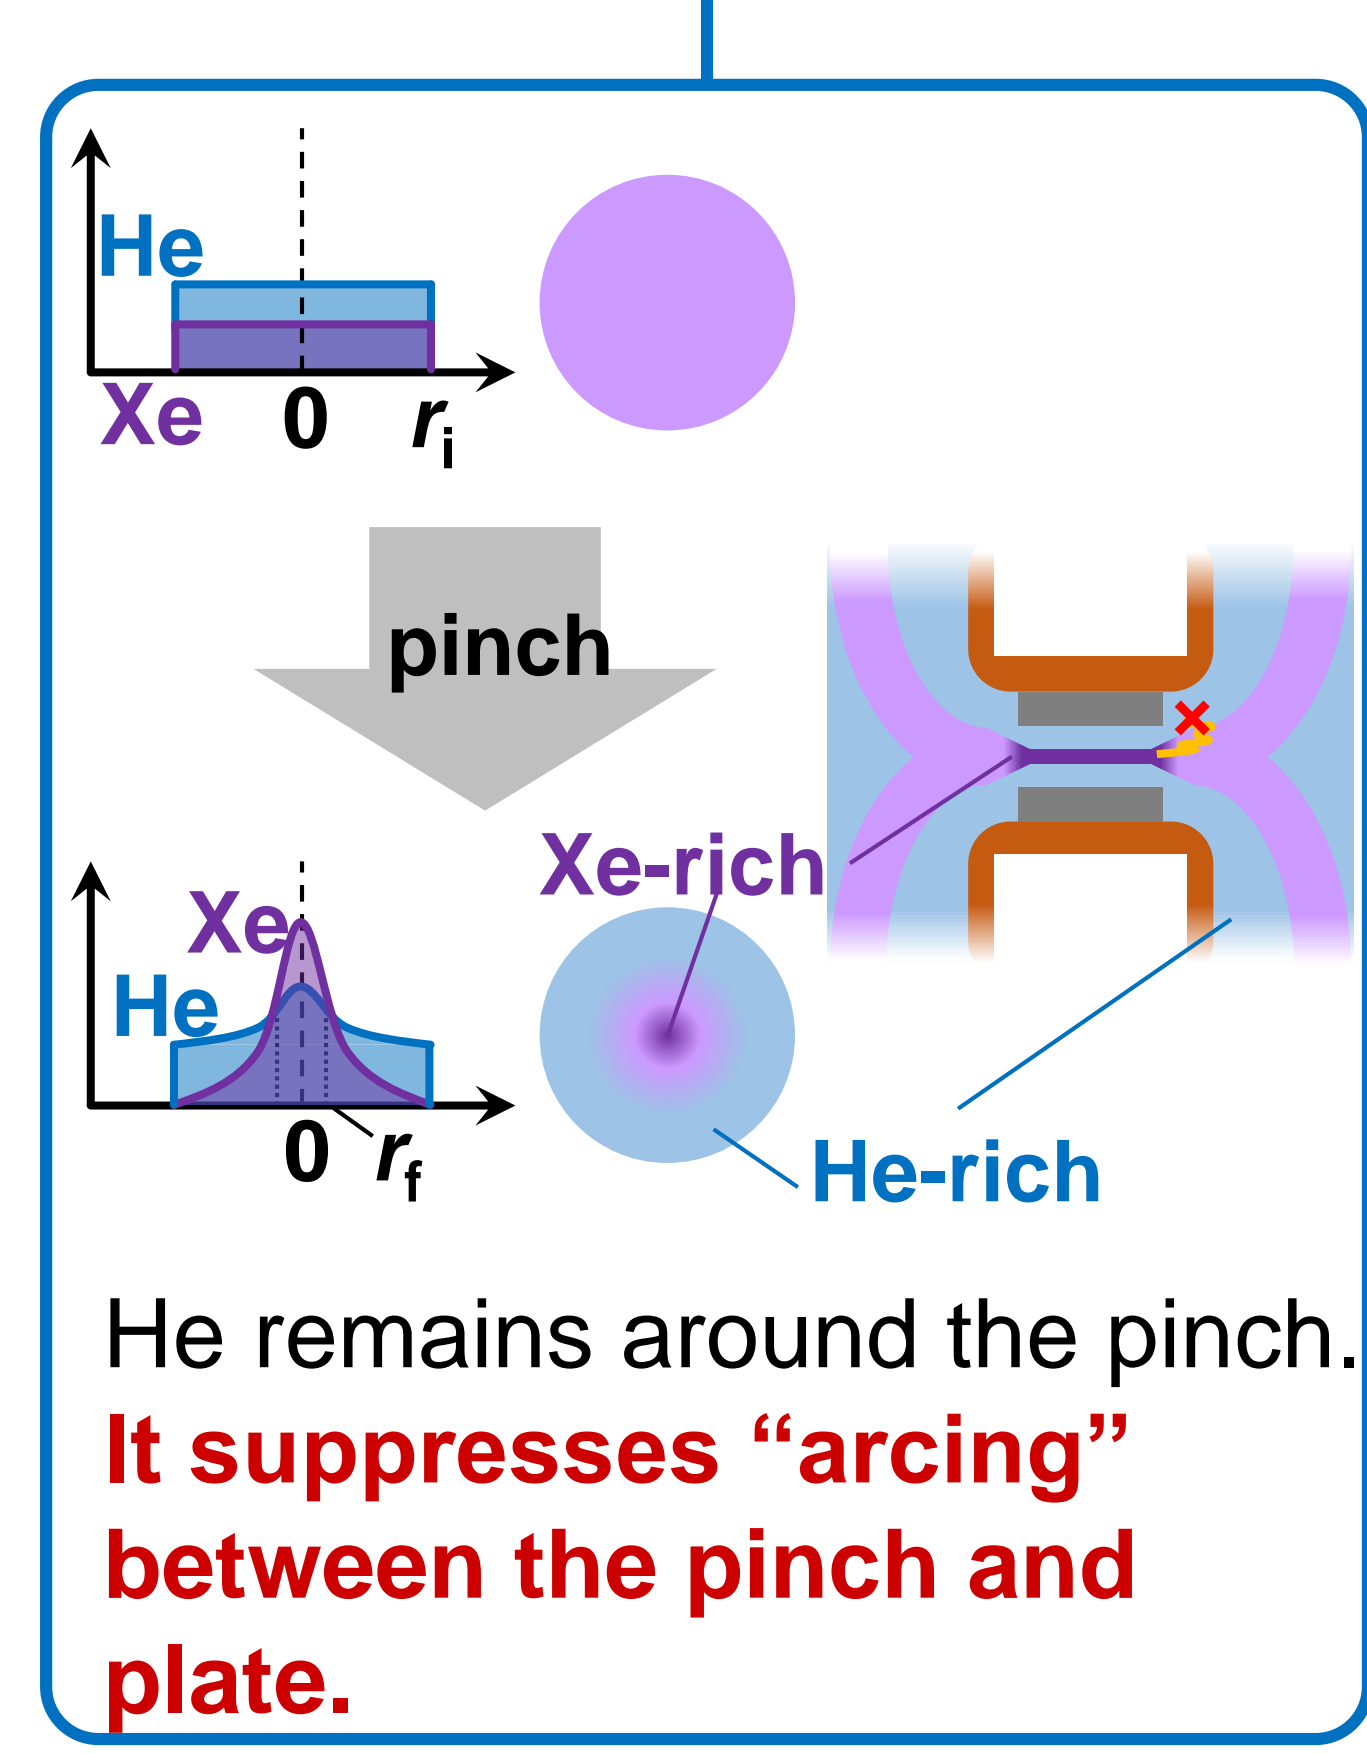 He
Xe
0
ri
pinch
Xe-rich
Xe
He
0
rf
He-rich
He remains around the pinch.
It suppresses “arcing”
between the pinch and
plate.